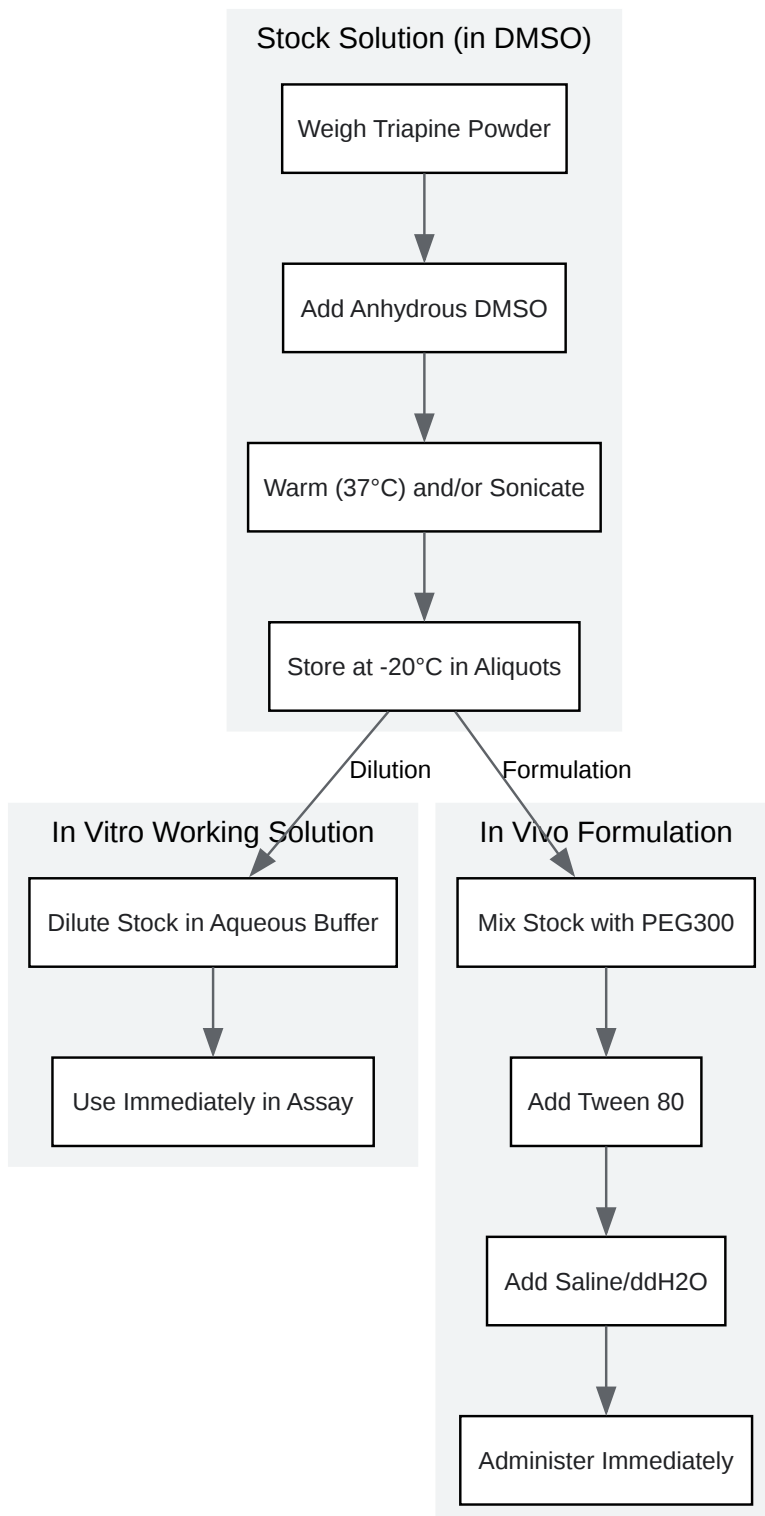 Stock Solution (in DMSO)
Weigh Triapine Powder
Add Anhydrous DMSO
Warm (37°C) and/or Sonicate
Store at -20°C in Aliquots
Dilution
Formulation
In Vitro Working Solution
Dilute Stock in Aqueous Buffer
Use Immediately in Assay
In Vivo Formulation
Mix Stock with PEG300
Add Tween 80
Add Saline/ddH2O
Administer Immediately